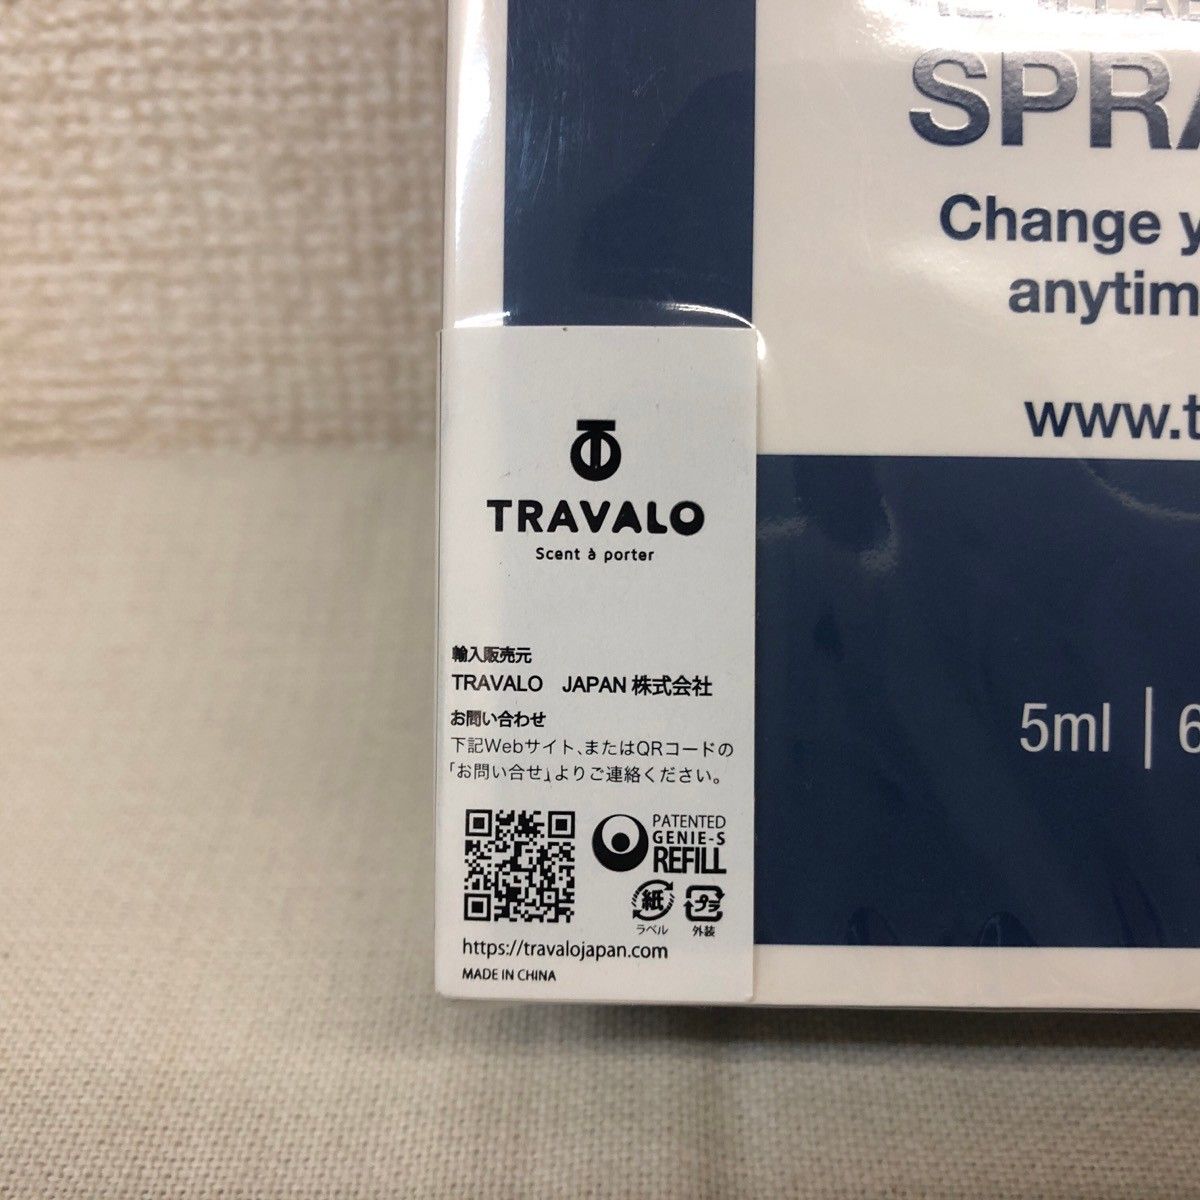 SPRA
Change y
anytim
www.t
5ml | 6
TRAVALO
Scent à porter
輸入販売元
TRAVALO JAPAN 株式会社
お問い合わせ
下記Webサイト、またはQRコードの
「お問い合せ」よりご連絡ください。
PATENTED
GENIE-S
REFILL
紙
ラベル
プラ
外装
https://travalojapan.com
MADE IN CHINA